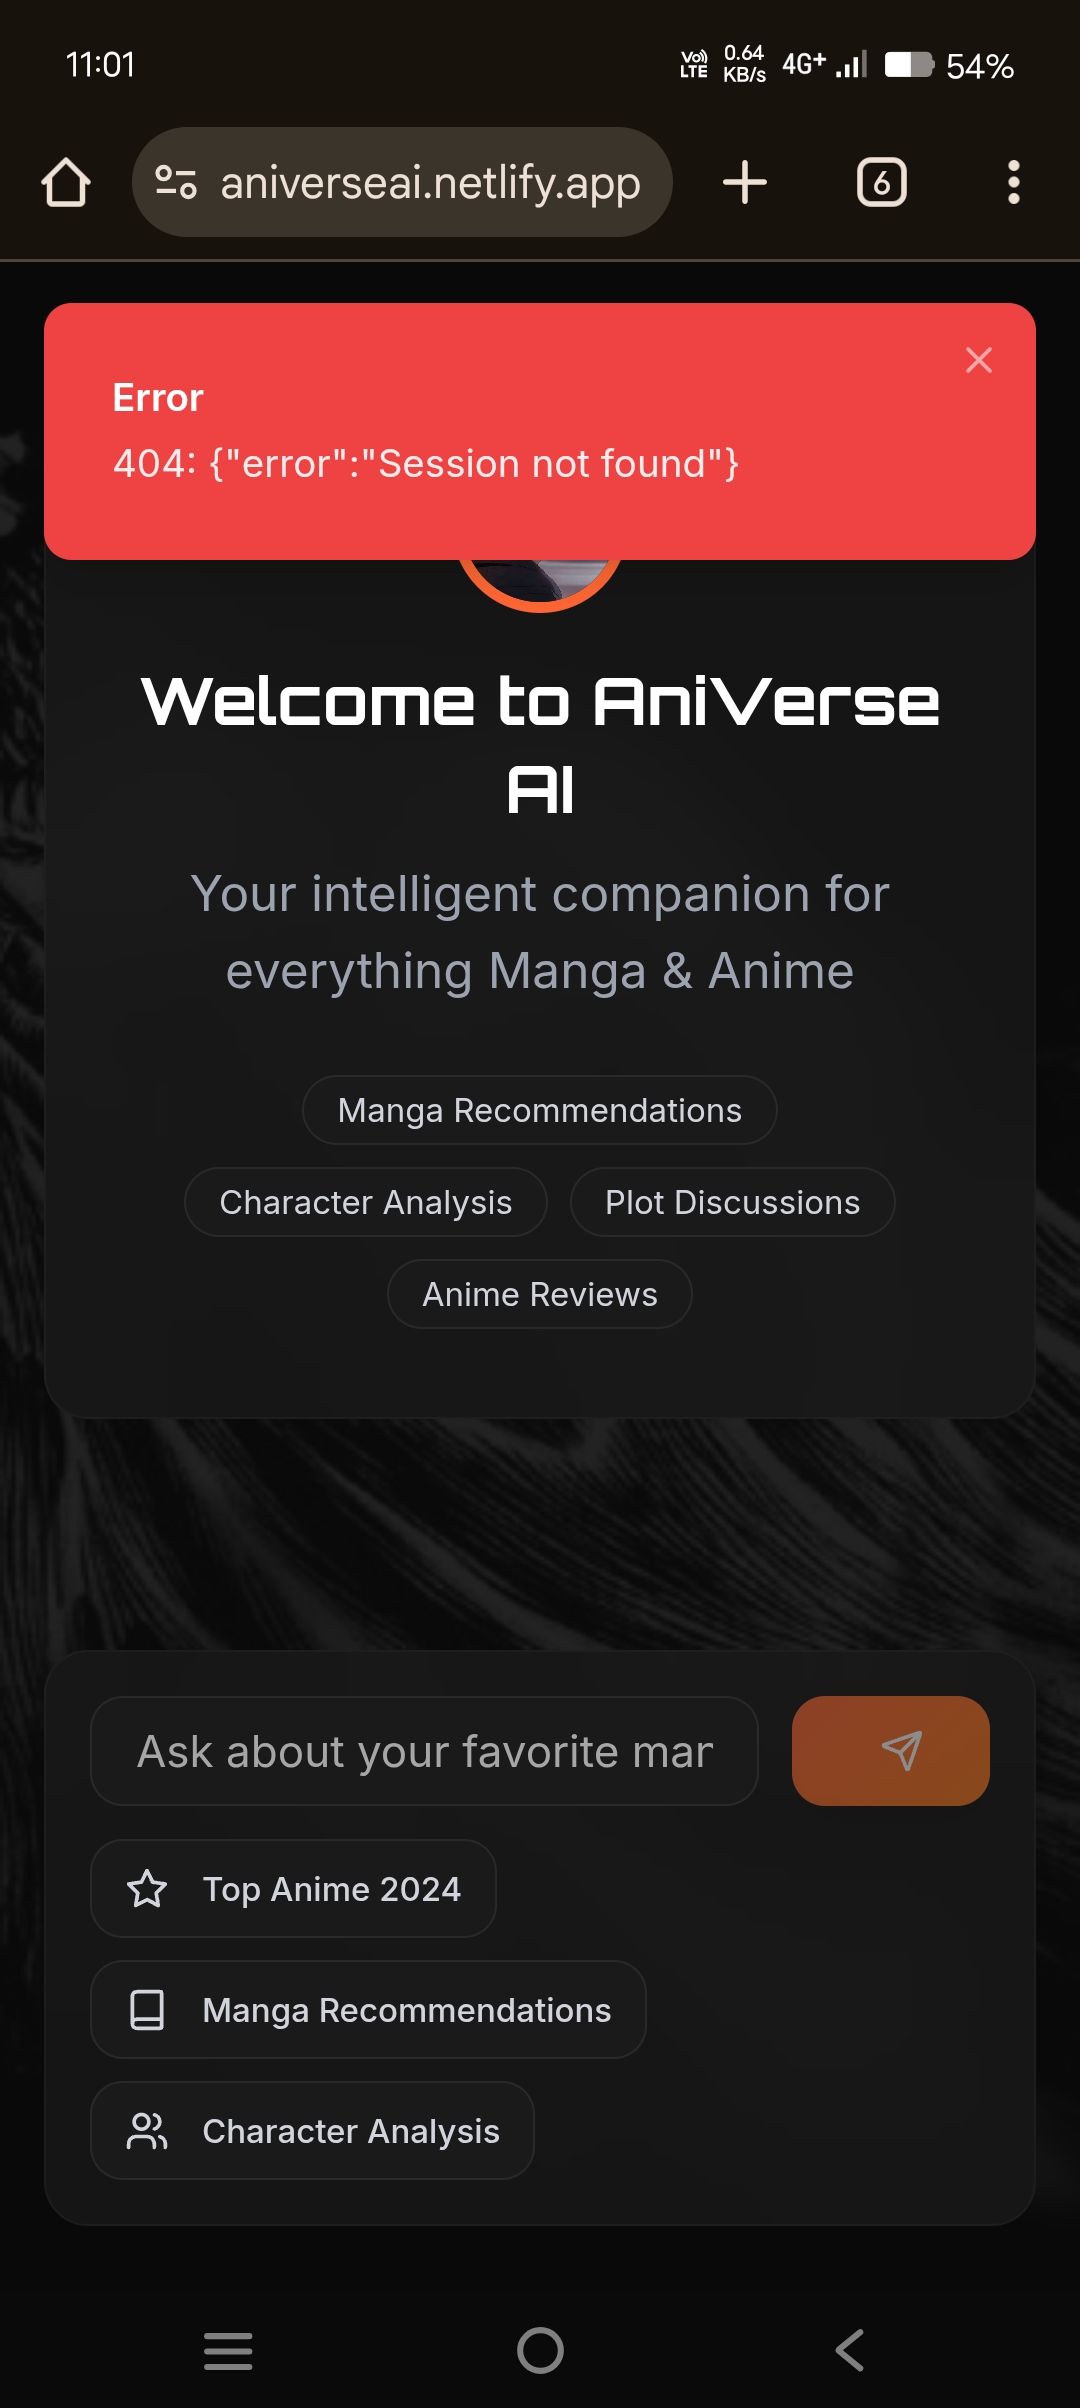 11:01
Vo) LTE 0.64 KB/s 4G+ 54%
aniverseai.netlify.app
6
Error
404: {"error":"Session not found"}
Welcome to AniVerse
AI
Your intelligent companion for
everything Manga & Anime
Manga Recommendations
Character Analysis Plot Discussions
Anime Reviews
Ask about your favorite mar
Top Anime 2024
Manga Recommendations
Character Analysis